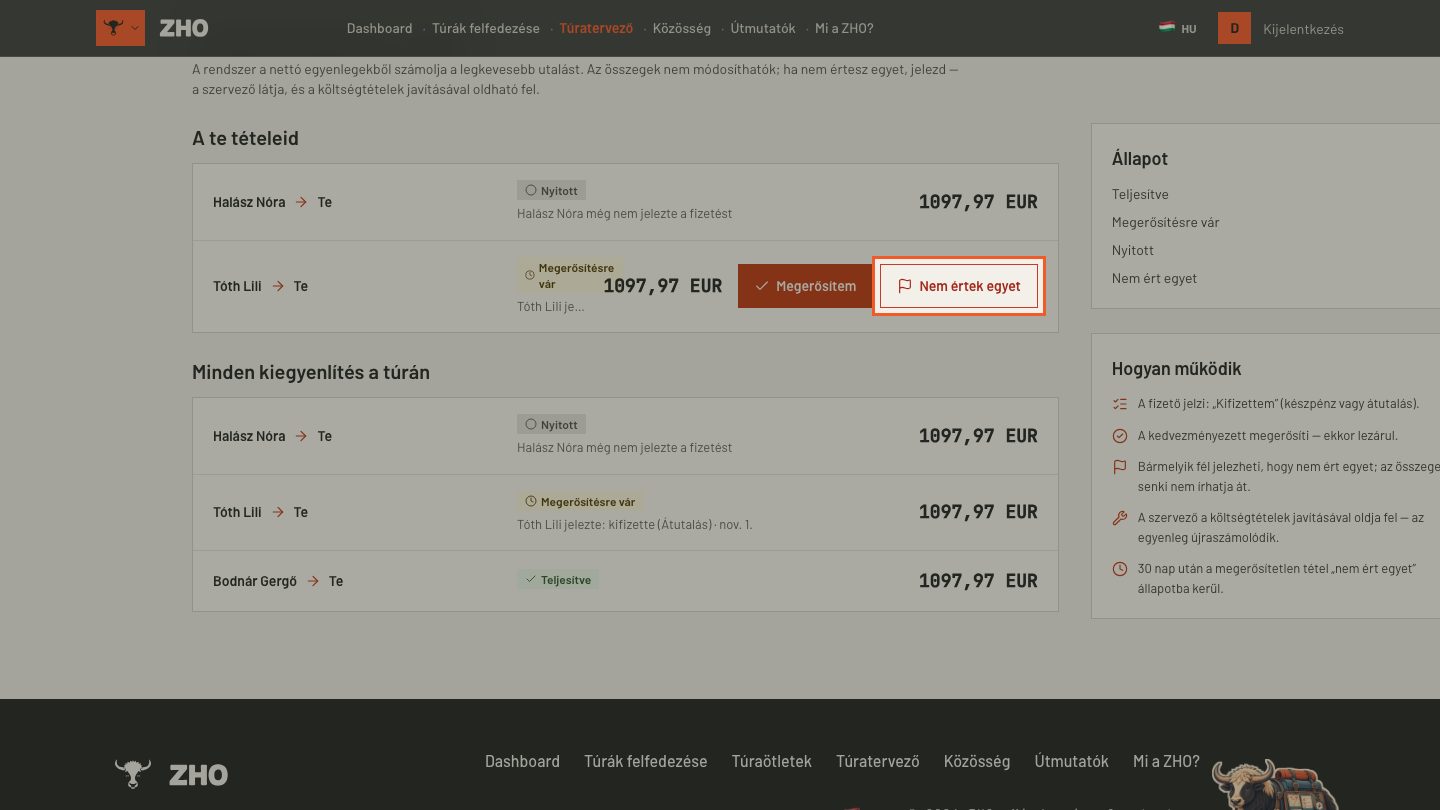 ZHO
Dashboard · Túrák felfedezése · Túratervező · Közösség · Útmutatók · Mi a ZHO?
HU
D
Kijelentkezés
A rendszer a nettó egyenlegekből számolja a legkevesebb utalást. Az összegek nem módosíthatók; ha nem értesz egyet, jelezd —
a szervező látja, és a költségtételek javításával oldható fel.
A te tételeid
Halász Nóra → Te
Nyitott
Halász Nóra még nem jelezte a fizetést
1097,97 EUR
Tóth Lili → Te
Megerősítésre
vár
Tóth Lili je...
1097,97 EUR
Megerősítem
Nem értek egyet
Minden kiegyenlítés a túrán
Halász Nóra → Te
Nyitott
Halász Nóra még nem jelezte a fizetést
1097,97 EUR
Tóth Lili → Te
Megerősítésre vár
Tóth Lili jelezte: kifizette (Átutalás) · nov. 1.
1097,97 EUR
Bodnár Gergő → Te
Teljesítve
1097,97 EUR
Állapot
Teljesítve
Megerősítésre vár
Nyitott
Nem ért egyet
Hogyan működik
A fizető jelzi: „Kifizettem” (készpénz vagy átutalás).
A kedvezményezett megerősíti — ekkor lezárul.
Bármelyik fél jelezheti, hogy nem ért egyet; az összege
senki nem írhatja át.
A szervező a költségtételek javításával oldja fel — az
egyenleg újraszámolódik.
30 nap után a megerősítetlen tétel „nem ért egyet”
állapotba kerül.
ZHO
Dashboard Túrák felfedezése Túraötletek Túratervező Közösség Útmutatók Mi a ZHO?